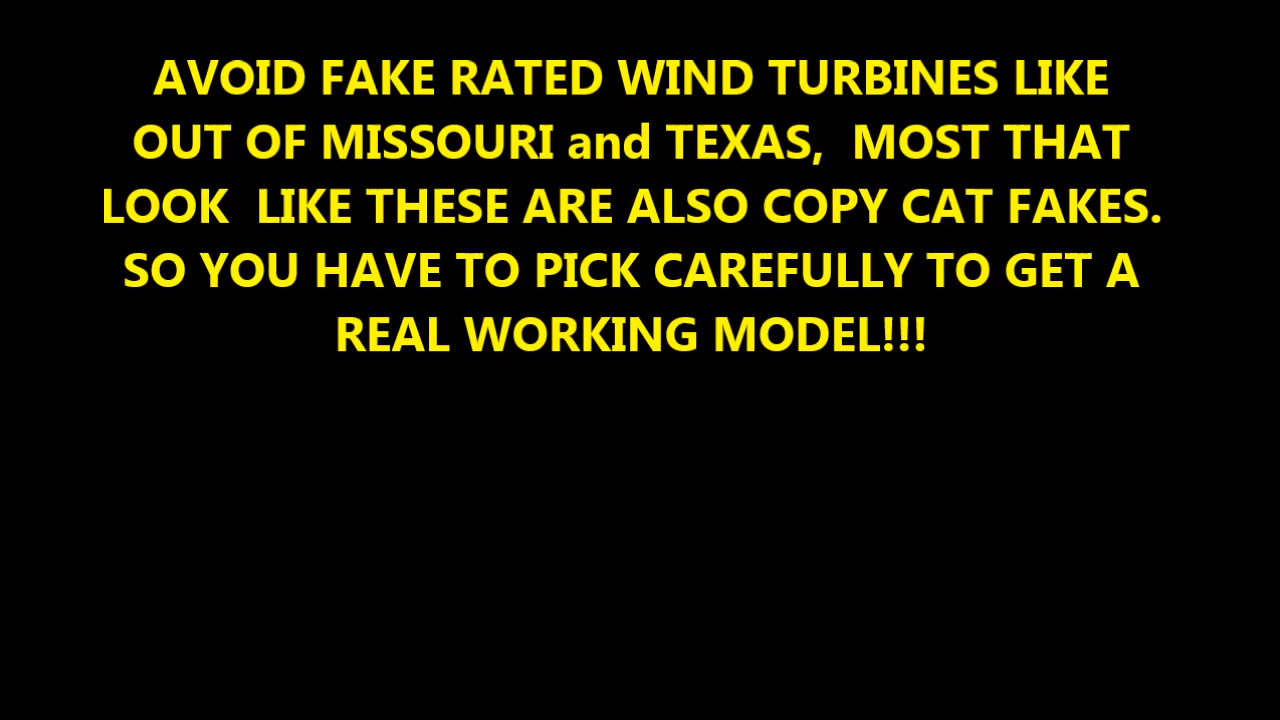 AVOID FAKE RATED WIND TURBINES LIKE
OUT OF MISSOURI and TEXAS,  MOST THAT
LOOK  LIKE THESE ARE ALSO COPY CAT FAKES.
SO YOU HAVE TO PICK CAREFULLY TO GET A
REAL WORKING MODEL!!!